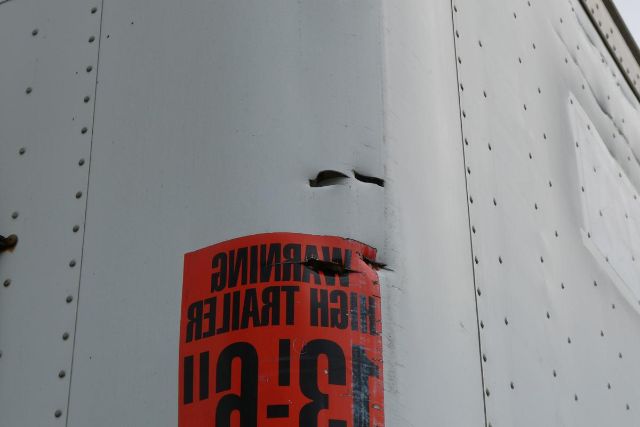 WARNING
HIGH TRAILER
13'-6"